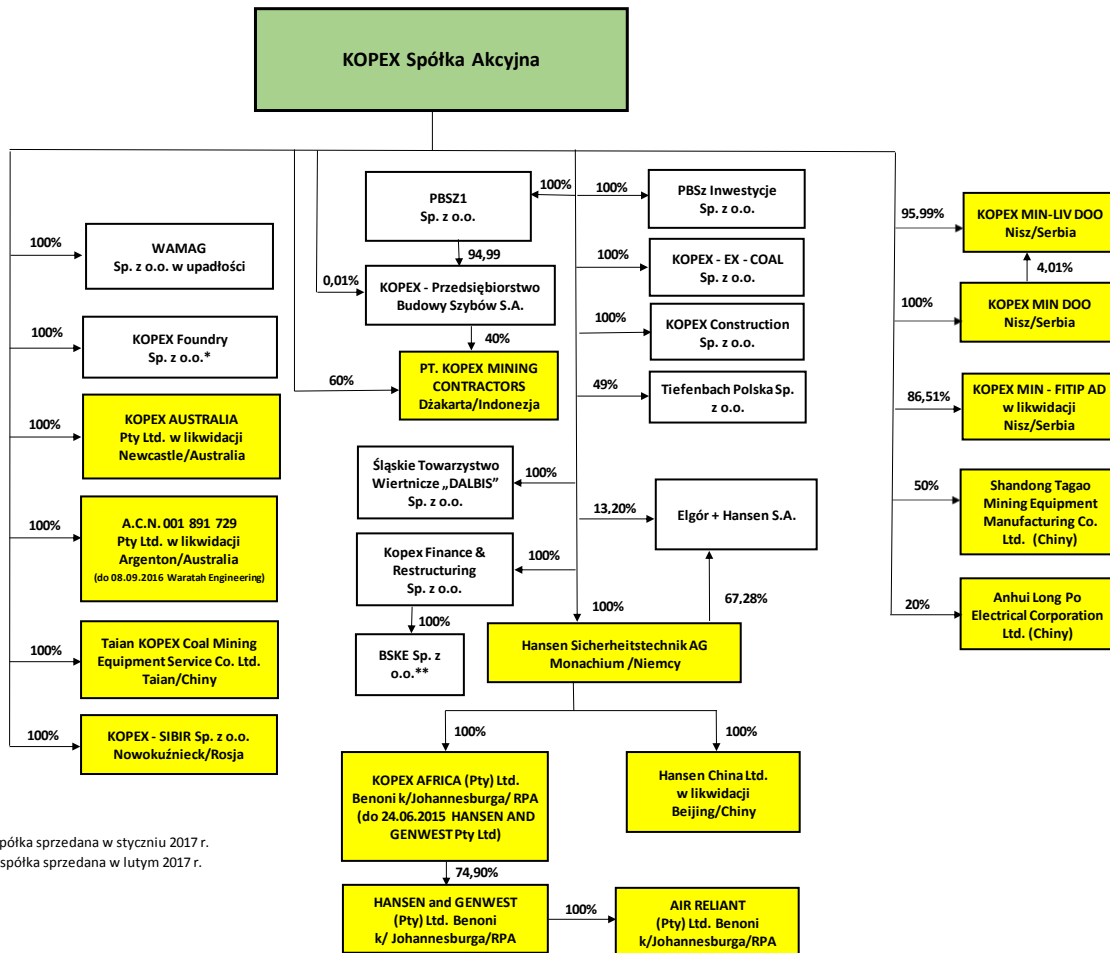 KOPEX Spółka Akcyjna
100%
WAMAG
Sp. z o.o. w upadłości
100%
KOPEX Foundry
Sp. z o.o.*
100%
KOPEX AUSTRALIA
Pty Ltd. w likwidacji
Newcastle/Australia
100%
A.C.N. 001 891 729
Pty Ltd. w likwidacji
Argenton/Australia
(do 08.09.2016 Waratah Engineering)
100%
Taian KOPEX Coal Mining
Equipment Service Co. Ltd.
Taian/Chiny
100%
KOPEX - SIBIR Sp. z o.o.
Nowokuźnieck/Rosja
półka sprzedana w styczniu 2017 r.
spółka sprzedana w lutym 2017 r.
PBSZ1
Sp. z o.o.
100%
94,99
0,01%
KOPEX - Przedsiębiorstwo
Budowy Szybów S.A.
40%
60%
PT. KOPEX MINING
CONTRACTORS
Dżakarta/Indonezja
Śląskie Towarzystwo
Wiertnicze „DALBIS”
Sp. z o.o.
100%
Kopex Finance &
Restructuring
Sp. z o.o.
100%
100%
BSKE Sp. z
o.o.**
100%
PBSz Inwestycje
Sp. z o.o.
100%
KOPEX - EX - COAL
Sp. z o.o.
100%
KOPEX Construction
Sp. z o.o.
49%
Tiefenbach Polska Sp.
z o.o.
13,20%
Elgór + Hansen S.A.
67,28%
100%
Hansen Sicherheitstechnik AG
Monachium /Niemcy
100%
KOPEX AFRICA (Pty) Ltd.
Benoni k/Johannesburga/ RPA
(do 24.06.2015 HANSEN AND
GENWEST Pty Ltd)
100%
Hansen China Ltd.
w likwidacji
Beijing/Chiny
74,90%
HANSEN and GENWEST
(Pty) Ltd. Benoni
k/ Johannesburga/RPA
100%
AIR RELIANT
(Pty) Ltd. Benoni
k/Johannesburga/RPA
95,99%
KOPEX MIN-LIV DOO
Nisz/Serbia
4,01%
100%
KOPEX MIN DOO
Nisz/Serbia
86,51%
KOPEX MIN - FITIP AD
w likwidacji
Nisz/Serbia
50%
Shandong Tagao
Mining Equipment
Manufacturing Co.
Ltd. (Chiny)
20%
Anhui Long Po
Electrical Corporation
Ltd. (Chiny)